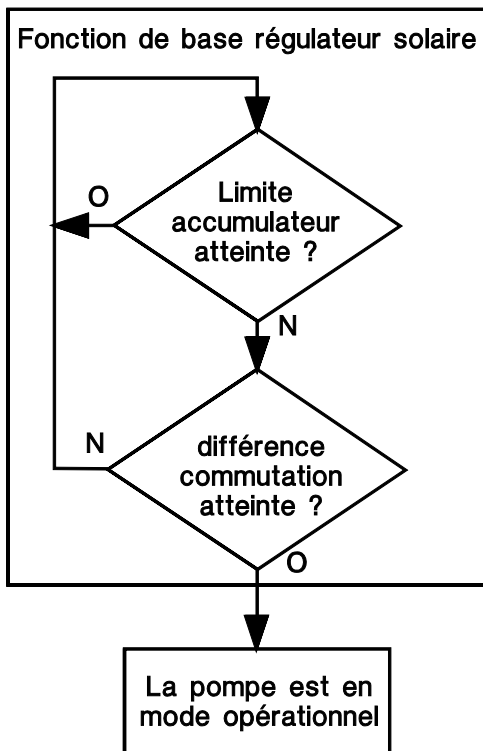 Fonction de base régulateur solaire
O
Limite
accumulateur
atteinte ?
N
N
différence
commutation
atteinte ?
O
La pompe est en
mode opérationnel